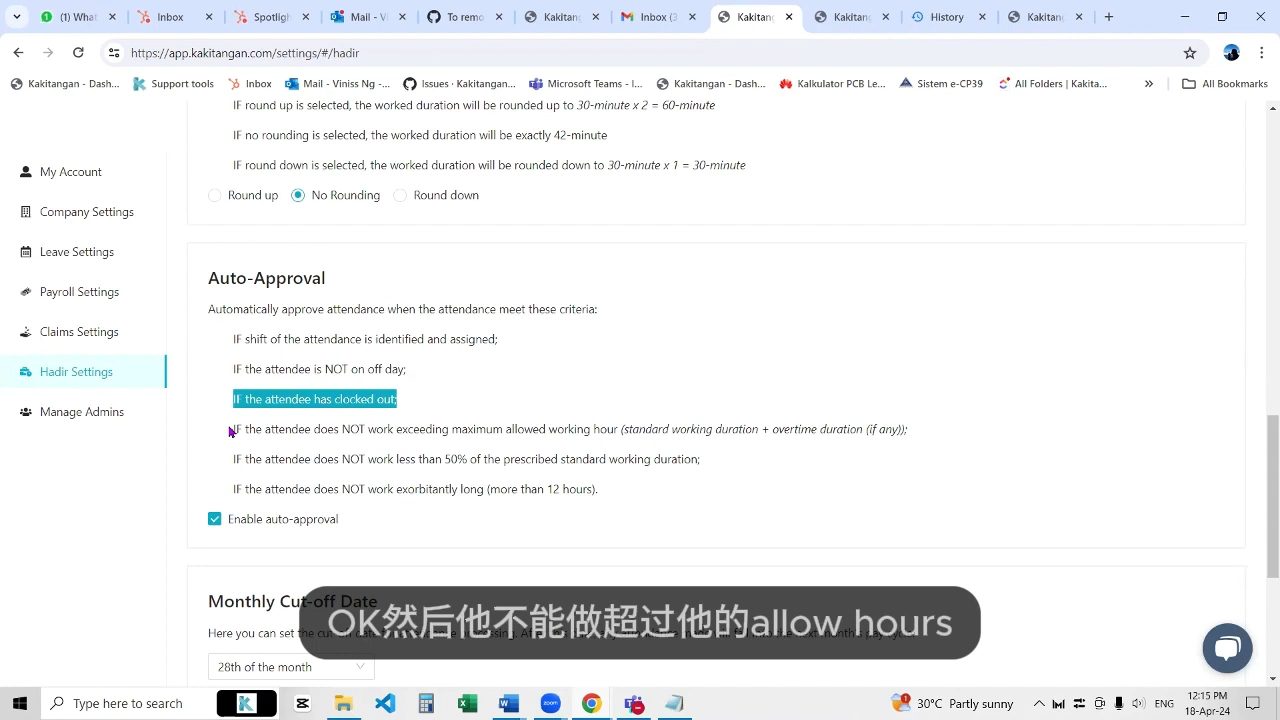 (1) What
Inbox
Spotligh
Mail - Vi
To remo
Kakitan
Inbox (3
Kakitan
Kakitan
History
Kakitan
https://app.kakitangan.com/settings/#/hadir
Kakitangan - Dash...
Support tools
Inbox
Mail - Viniss Ng -...
Issues · Kakitangan...
Microsoft Teams - I...
Kakitangan - Dash...
Kalkulator PCB Le...
Sistem e-CP39
All Folders | Kakita...
»
All Bookmarks
My Account
Company Settings
Leave Settings
Payroll Settings
Claims Settings
Hadir Settings
Manage Admins
IF round up is selected, the worked duration will be rounded up to 30-minute x 2 = 60-minute
IF no rounding is selected, the worked duration will be exactly 42-minute
IF round down is selected, the worked duration will be rounded down to 30-minute x 1 = 30-minute
Round up
No Rounding
Round down
Auto-Approval
Automatically approve attendance when the attendance meet these criteria:
IF shift of the attendance is identified and assigned;
IF the attendee is NOT on off day;
IF the attendee has clocked out;
IF the attendee does NOT work exceeding maximum allowed working hour (standard working duration + overtime duration (if any));
IF the attendee does NOT work less than 50% of the prescribed standard working duration;
IF the attendee does NOT work exorbitantly long (more than 12 hours).
Enable auto-approval
Monthly Cut-off Date
Here you can set the cut
28th of the month
OK然后他不能做超过他的allow hours
Type here to search
30°C Partly sunny
ENG
12:15 PM
18-Apr-24